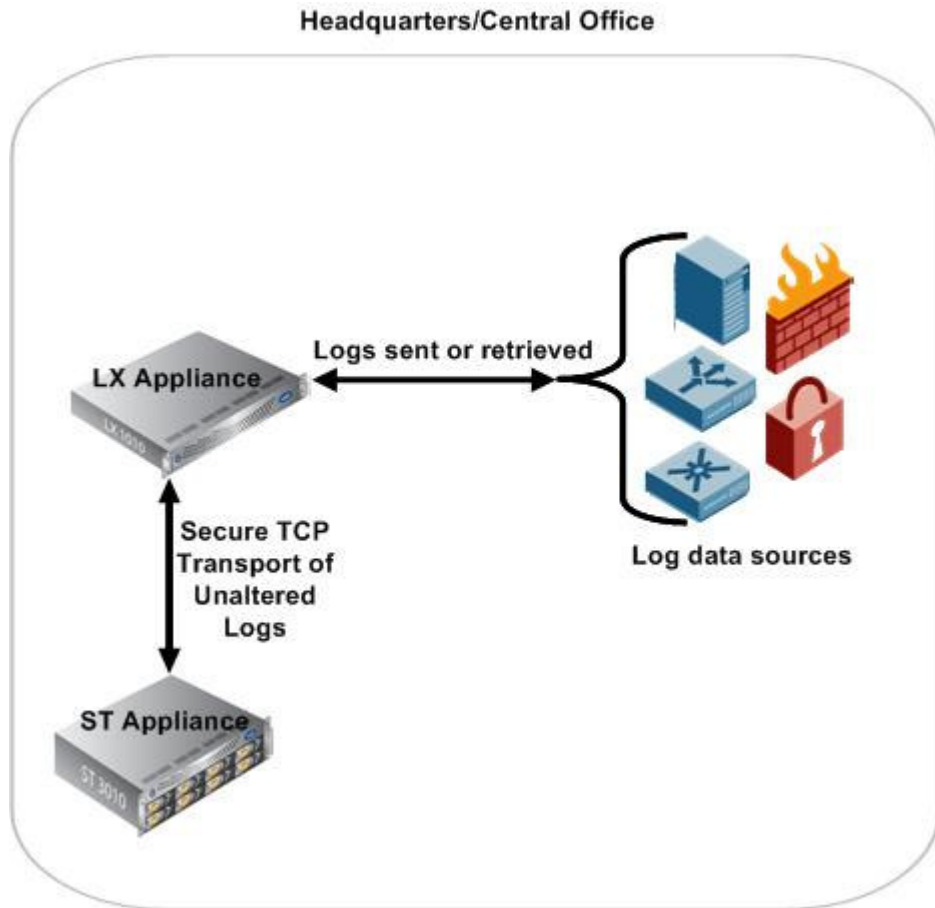 Headquarters/Central Office
LX Appliance
LX 1010
Logs sent or retrieved
Log data sources
Secure TCP
Transport of
Unaltered
Logs
ST Appliance
ST 3010